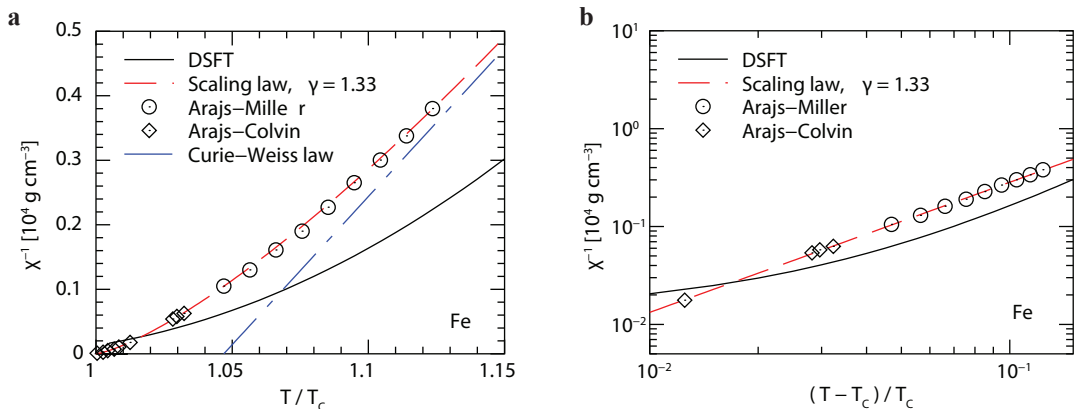 a
0.5
0.4
0.3
0.2
0.1
0
χ⁻¹ [10⁴ g cm⁻³]
DSFT
Scaling law, γ = 1.33
Arajs−Mille r
Arajs−Colvin
Curie−Weiss law
Fe
1 1.05 1.1 1.15
T / T_C
b
10¹
10⁰
10⁻¹
10⁻²
χ⁻¹ [10⁴ g cm⁻³]
DSFT
Scaling law, γ = 1.33
Arajs−Miller
Arajs−Colvin
Fe
10⁻² 10⁻¹
( T − T_C ) / T_C